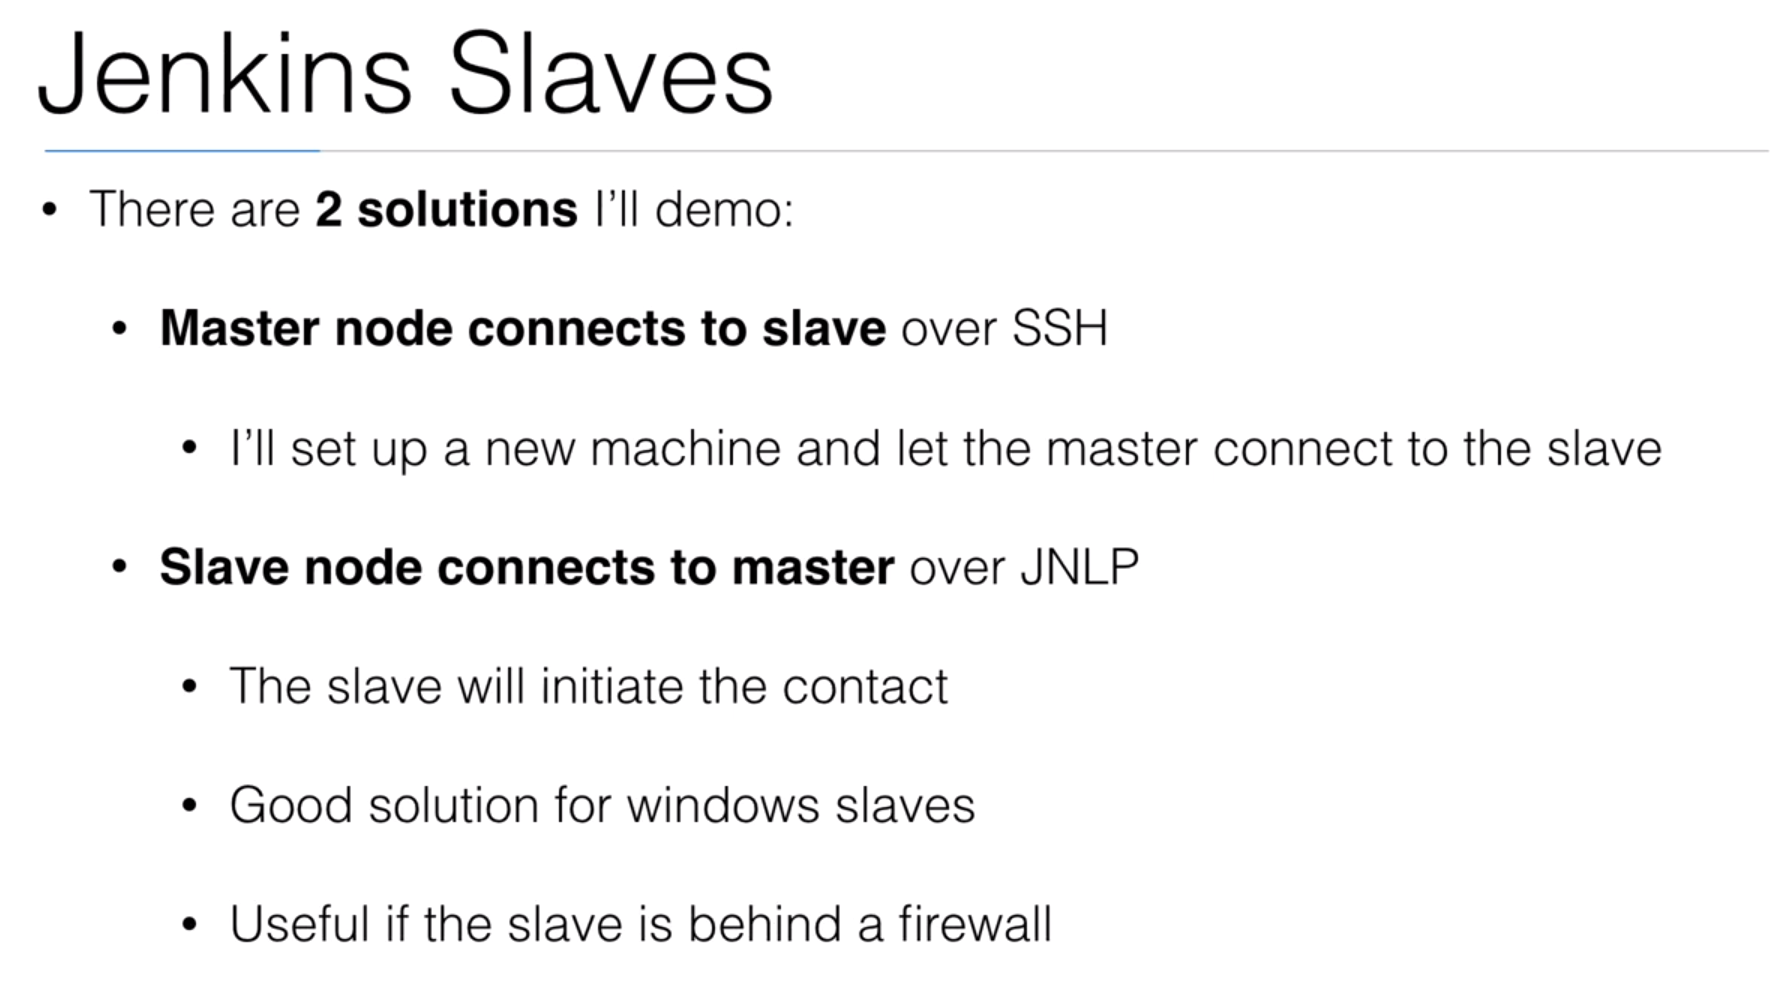 Jenkins Slaves
• There are 2 solutions I’ll demo:
• Master node connects to slave over SSH
• I’ll set up a new machine and let the master connect to the slave
• Slave node connects to master over JNLP
• The slave will initiate the contact
• Good solution for windows slaves
• Useful if the slave is behind a firewall